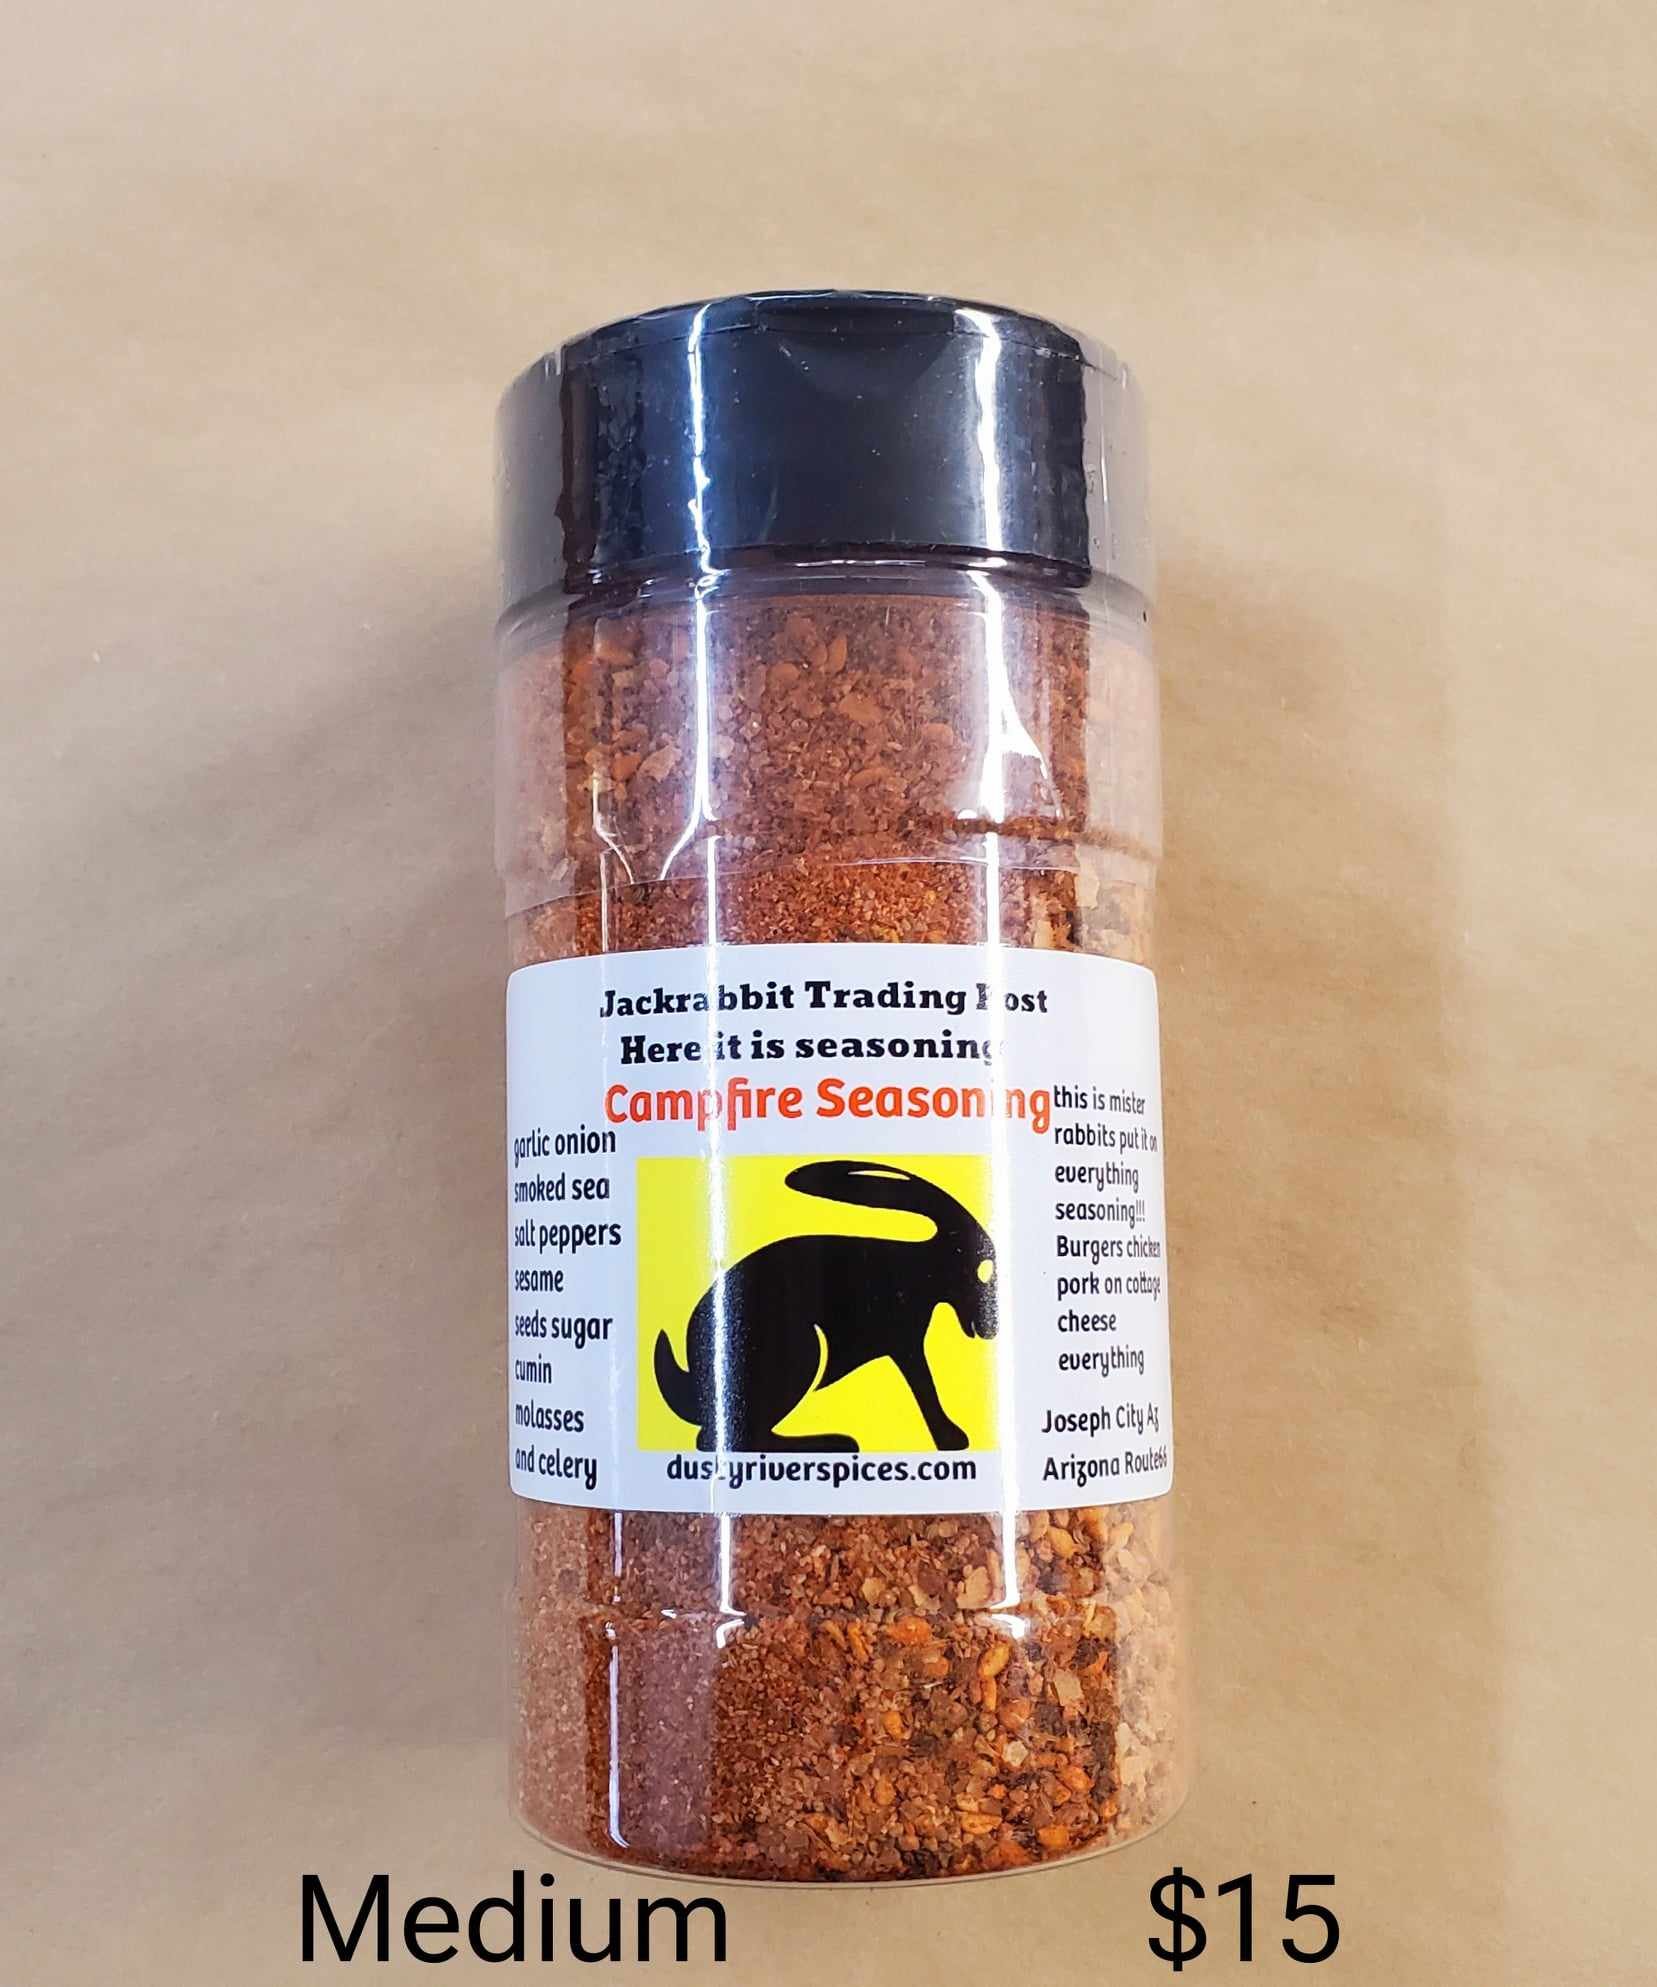 Jackrabbit Trading Post
Here it is seasoning
Campfire Seasoning
garlic onion
smoked sea
salt peppers
sesame
seeds sugar
cumin
molasses
and celery
this is mister
rabbits put it on
everything
seasoning!!!
Burgers chicken
pork on cottage
cheese
everything
Joseph City Az
Arizona Route66
duskyriverspices.com
Medium
$15